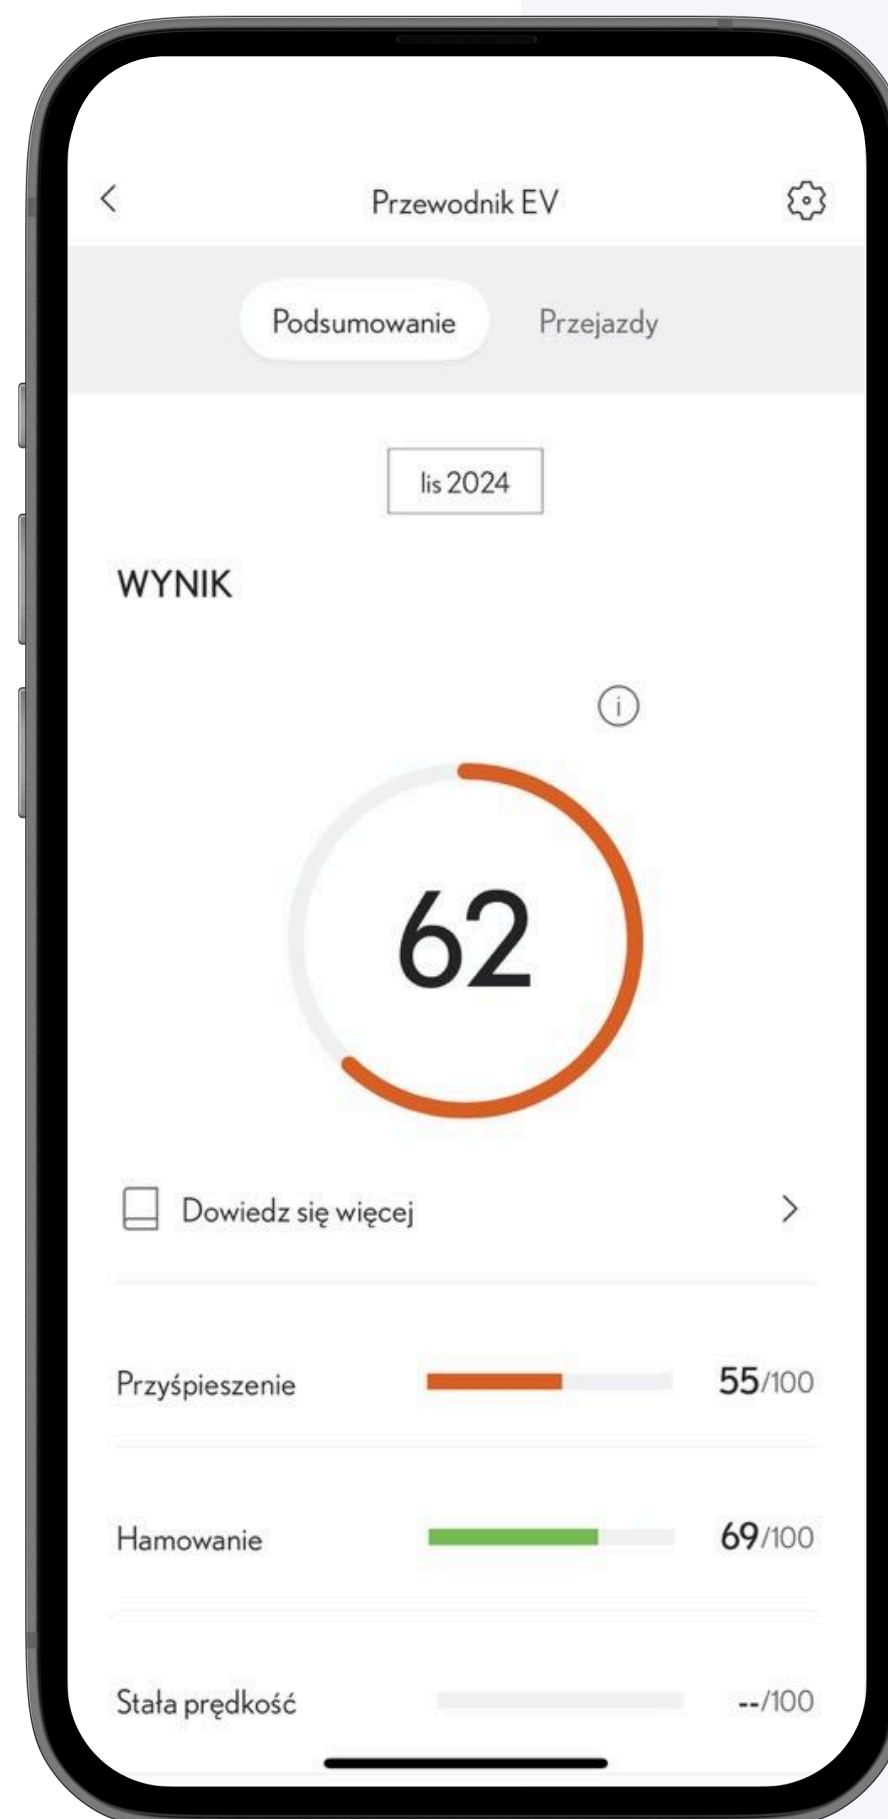 Przewodnik EV
Podsumowanie Przejazdy
lis 2024
WYNIK
i
62
Dowiedz się więcej
Przyśpieszenie 55/100
Hamowanie 69/100
Stała prędkość --/100